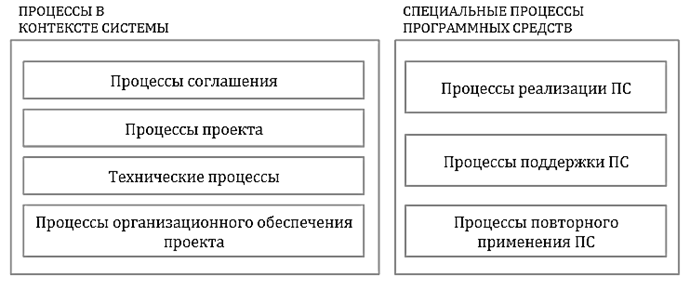 ПРОЦЕССЫ В
КОНТЕКСТЕ СИСТЕМЫ
Процессы соглашения
Процессы проекта
Технические процессы
Процессы организационного обеспечения
проекта
СПЕЦИАЛЬНЫЕ ПРОЦЕССЫ
ПРОГРАММНЫХ СРЕДСТВ
Процессы реализации ПС
Процессы поддержки ПС
Процессы повторного
применения ПС